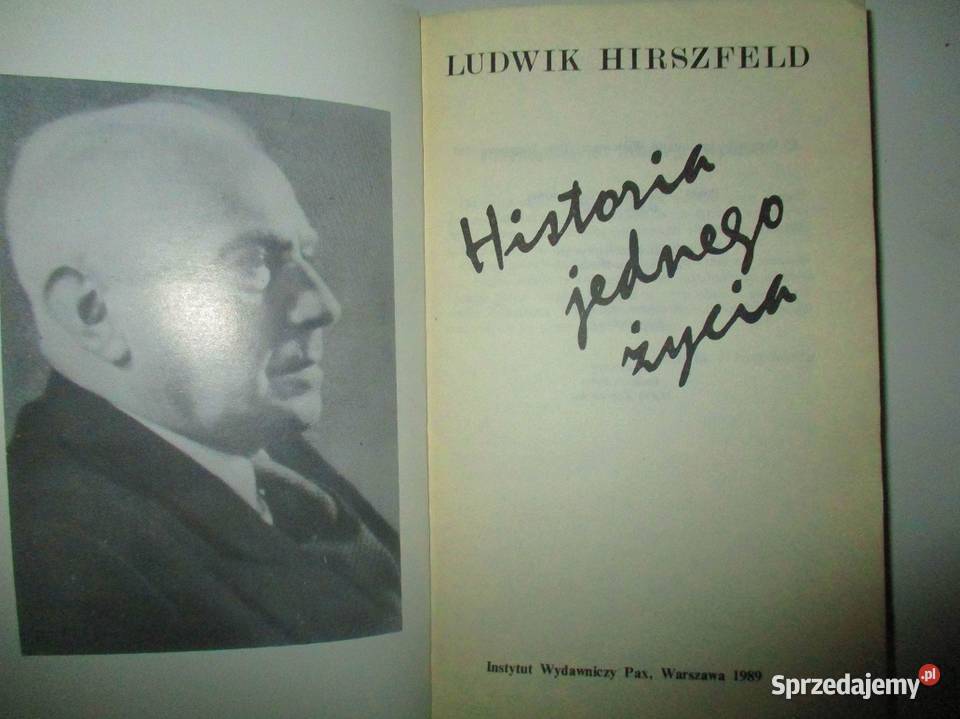 LUDWIK HIRSZFELD
Historia
jednego
życia
Instytut Wydawniczy Pax, Warszawa 1989
Sprzedajemy.pl